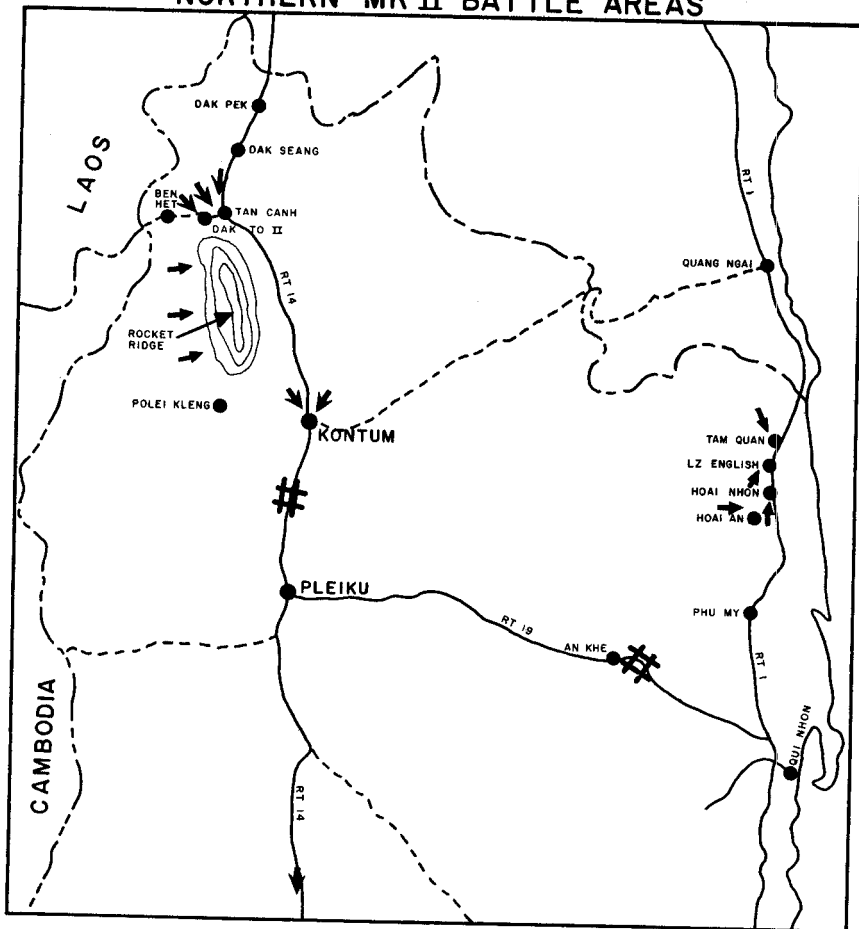 NORTHERN MR II BATTLE AREAS
DAK PEK
LAOS
DAK SEANG
BEN
HET
TAN CANH
DAK TO II
RT 1
QUANG NGAI
RT 14
ROCKET
RIDGE
POLEI KLENG
KONTUM
TAM QUAN
LZ ENGLISH
HOAI NHON
HOAI AN
PLEIKU
PHU MY
RT 19
AN KHE
RT 1
CAMBODIA
QUI NHON
RT 14